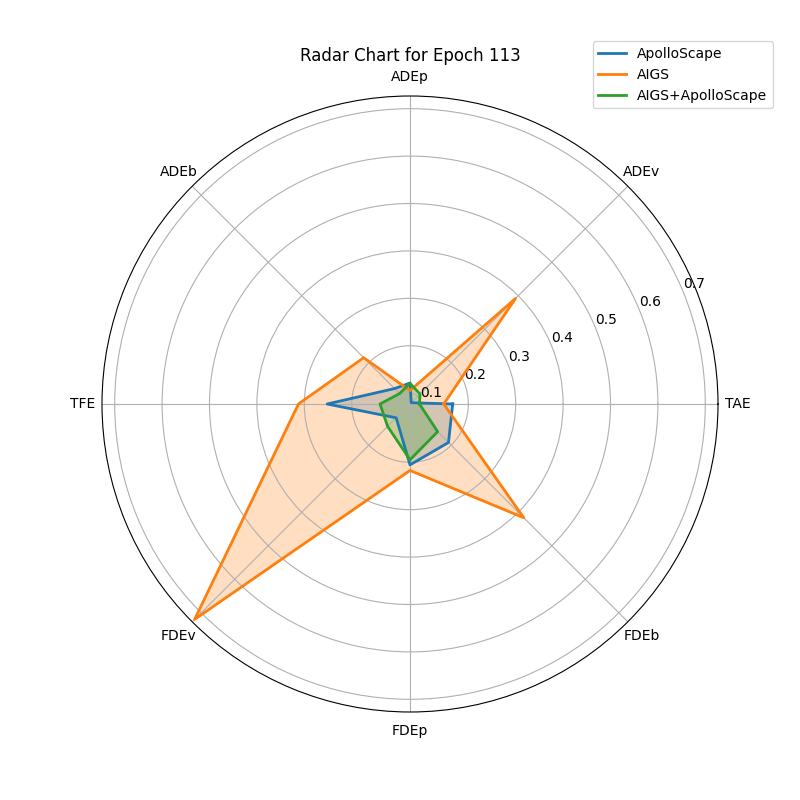 Radar Chart for Epoch 113
ApolloScape
AIGS
AIGS+ApolloScape
ADEp
ADEb
ADEv
0.7
0.6
0.5
0.4
0.3
0.2
0.1
TFE
TAE
FDEv
FDEb
FDEp